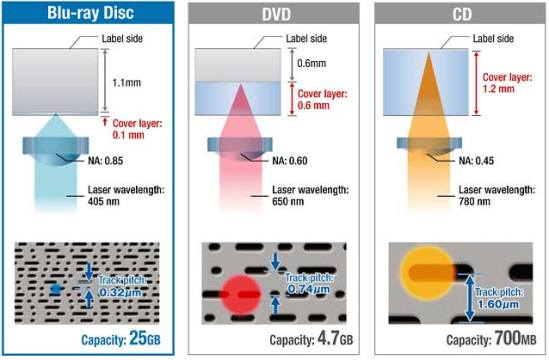 Blu-ray Disc
Label side
1.1mm
Cover layer:
0.1 mm
NA: 0.85
Laser wavelength:
405 nm
Track pitch:
0.32μm
Capacity: 25GB
DVD
Label side
0.6mm
Cover layer:
0.6 mm
NA: 0.60
Laser wavelength:
650 nm
Track pitch:
0.74μm
Capacity: 4.7GB
CD
Label side
Cover layer:
1.2 mm
NA: 0.45
Laser wavelength:
780 nm
Track pitch:
1.60μm
Capacity: 700MB